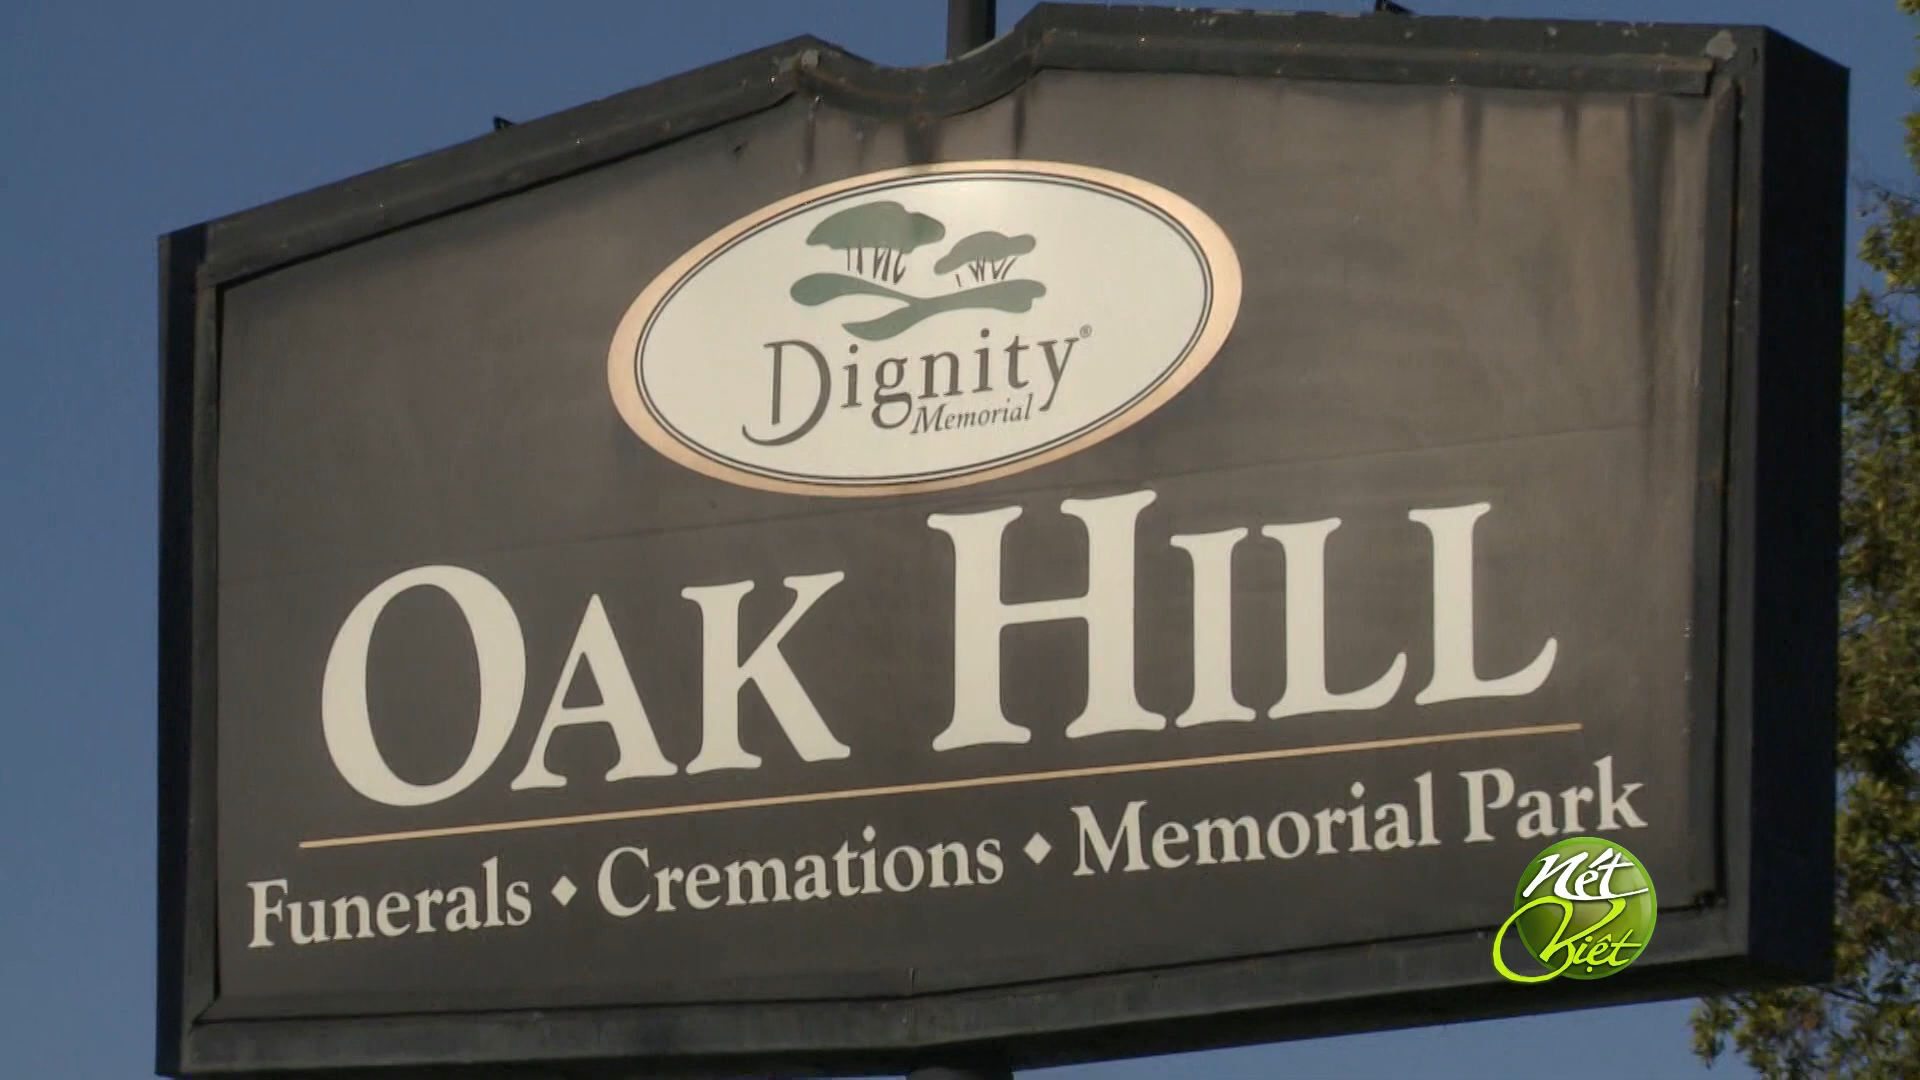 Dignity®
Memorial
OAK HILL
Funerals ◆ Cremations ◆ Memorial Park
Nét
Việt